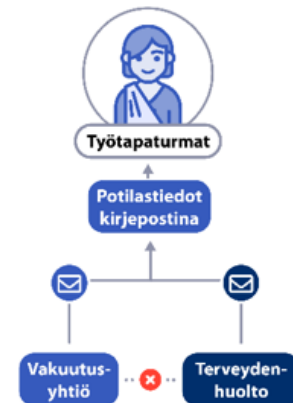 Työtapaturmat
Potilastiedot
kirjepostina
Vakuutus-
yhtiö
Terveyden-
huolto